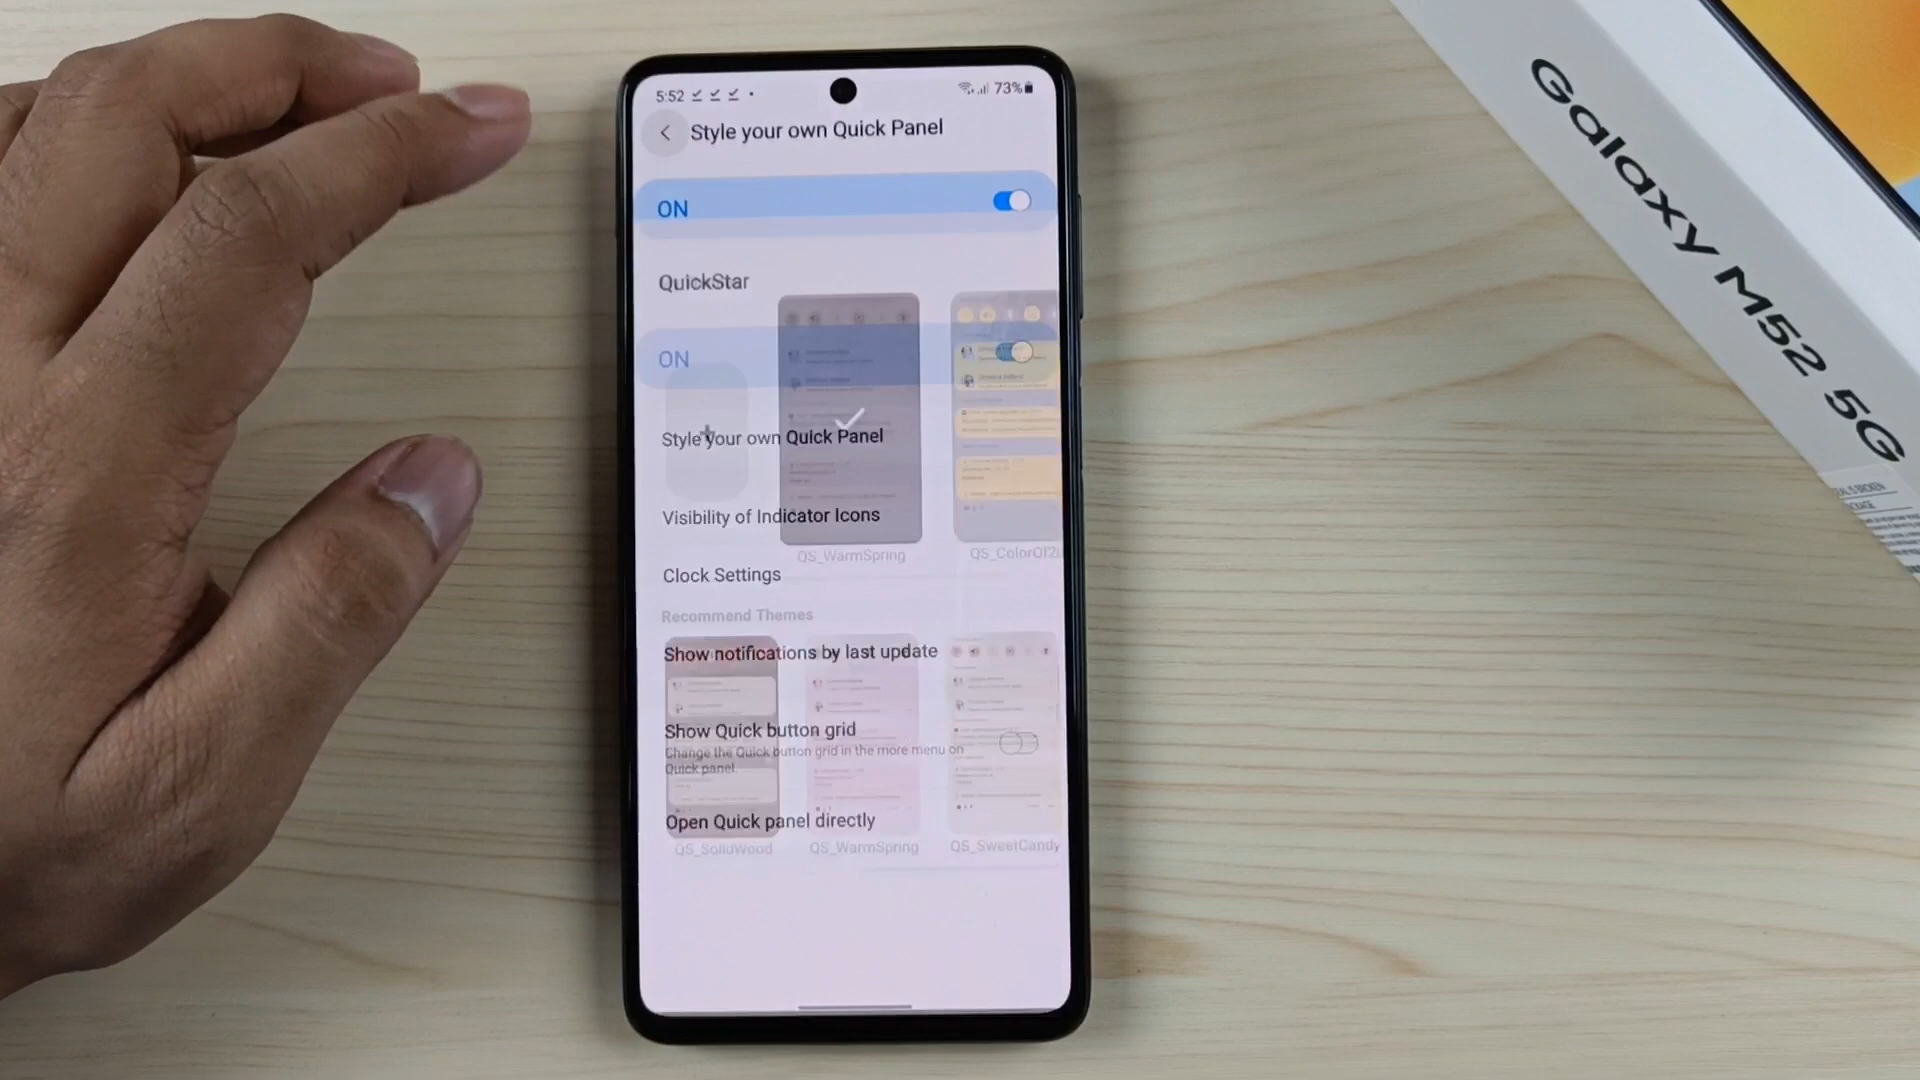 5:52
73%
Style your own Quick Panel
ON
QuickStar
ON
Style your own Quick Panel
Visibility of Indicator Icons
QS_WarmSpring
QS_ColorOf2
Clock Settings
Recommend Themes
Show notifications by last update
Show Quick button grid
Change the Quick button grid in the more menu on
Quick panel.
Open Quick panel directly
QS_SolidWood
QS_WarmSpring
QS_SweetCandy
Galaxy M52 5G